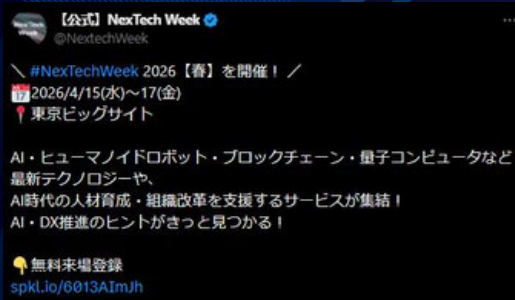 【公式】NexTech Week
@NextechWeek
＼ #NexTechWeek 2026【春】を開催！ ／
📅2026/4/15(水)～17(金)
📍東京ビッグサイト
AI・ヒューマノイドロボット・ブロックチェーン・量子コンピュータなど
最新テクノロジーや、
AI時代の人材育成・組織改革を支援するサービスが集結！
AI・DX推進のヒントがきっと見つかる！
👇無料来場登録
spkl.io/6013AImJh